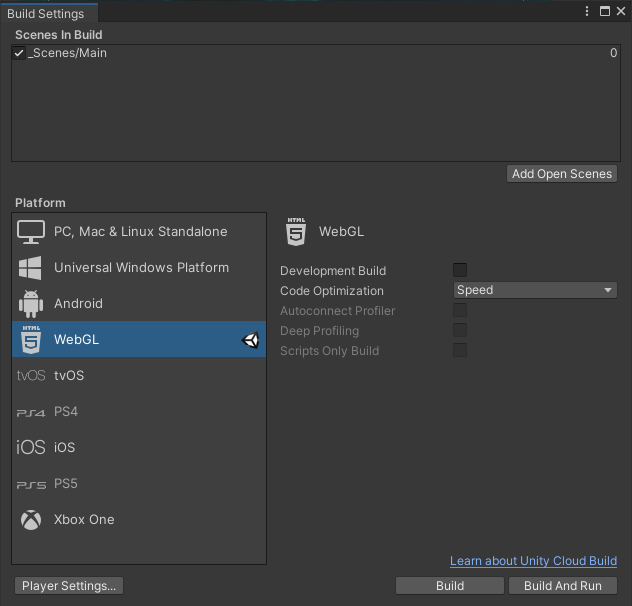 Build Settings
Scenes In Build
_Scenes/Main 0
Add Open Scenes
Platform
PC, Mac & Linux Standalone
Universal Windows Platform
Android
HTML
5
WebGL
tvOS tvOS
PS4 PS4
iOS iOS
PS5 PS5
Xbox One
HTML
5
WebGL
Development Build
Code Optimization Speed
Autoconnect Profiler
Deep Profiling
Scripts Only Build
Learn about Unity Cloud Build
Player Settings... Build Build And Run